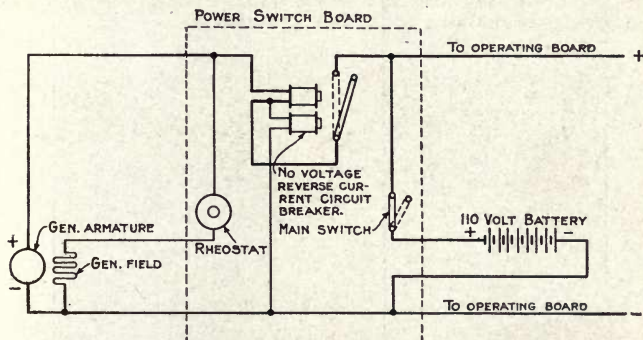 POWER SWITCH BOARD
TO OPERATING BOARD
+
NO VOLTAGE
REVERSE CUR-
RENT CIRCUIT
BREAKER.
MAIN SWITCH
110 VOLT BATTERY
+ -
+
GEN. ARMATURE
-
GEN. FIELD
RHEOSTAT
TO OPERATING BOARD
-